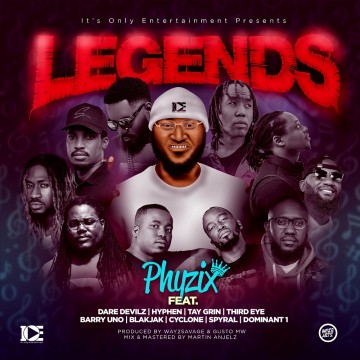 It's Only Entertainment Presents
LEGENDS
Phyzix
FEAT.
DARE DEVILZ | HYPHEN | TAY GRIN | THIRD EYE
BARRY UNO | BLAKJAK | CYCLONE | SPYRAL | DOMINANT 1
PRODUCED BY WAY2SAVAGE & GUSTO MW
MIX & MASTERED BY MARTIN ANJELZ